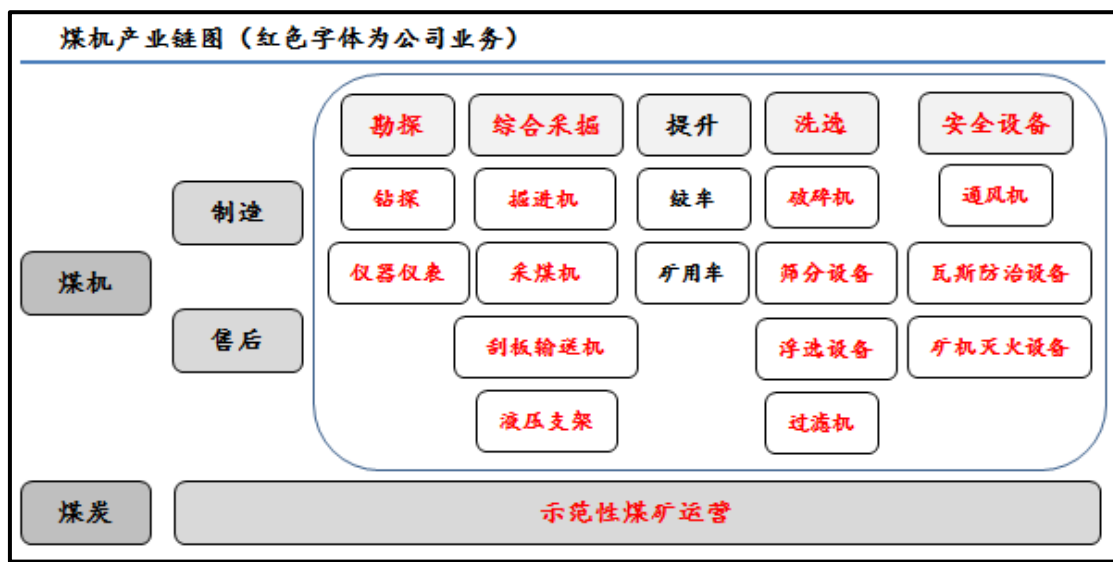 煤机产业链图（红色字体为公司业务）
勘探 综合采掘 提升 洗选 安全设备
制造 钻探 掘进机 绞车 破碎机 通风机
煤机 仪器仪表 采煤机 矿用车 筛分设备 瓦斯防治设备
售后 刮板输送机 浮选设备 矿机灭火设备
液压支架 过滤机
煤炭 示范性煤矿运营